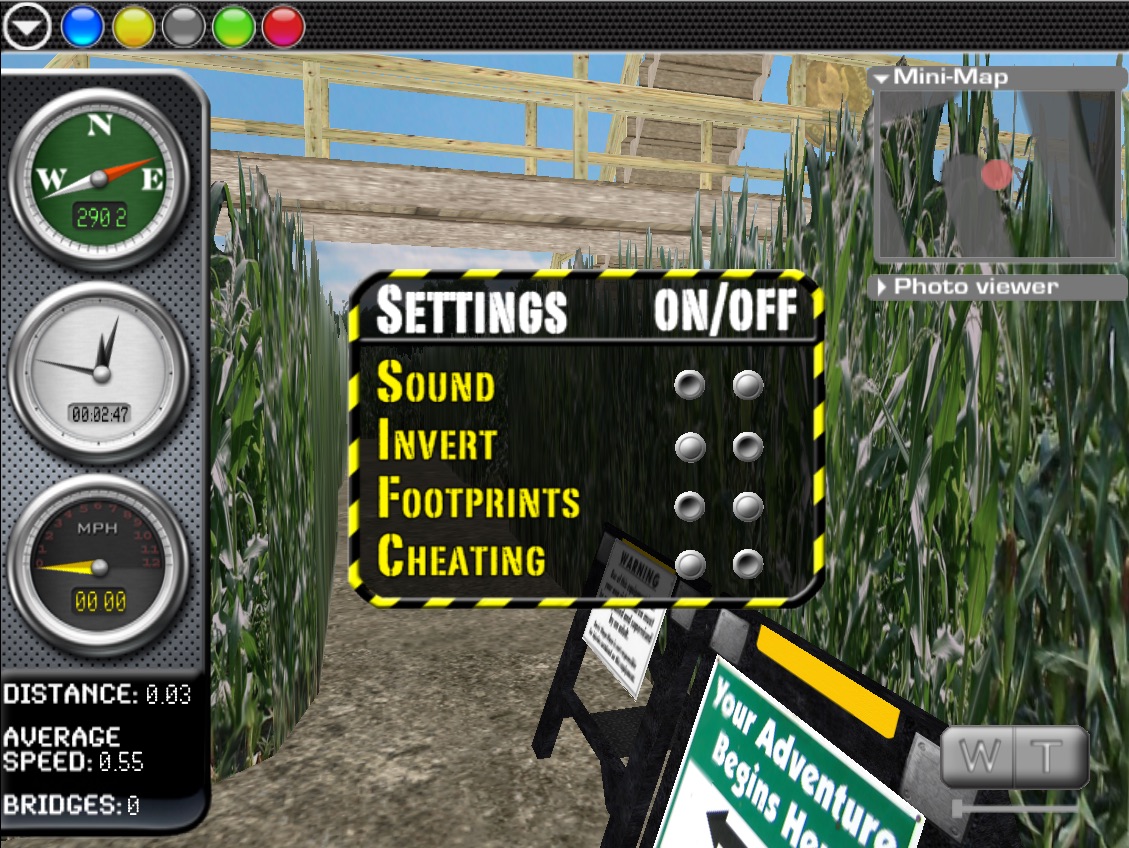 Mini-Map
N
W E
290 2
Photo viewer
SETTINGS ON/OFF
SOUND
INVERT
FOOTPRINTS
CHEATING
00:02:47
MPH
00 00
DISTANCE: 0.03
AVERAGE
SPEED: 0.55
BRIDGES: 0
WARNING
Your Adventure
Begins
W T